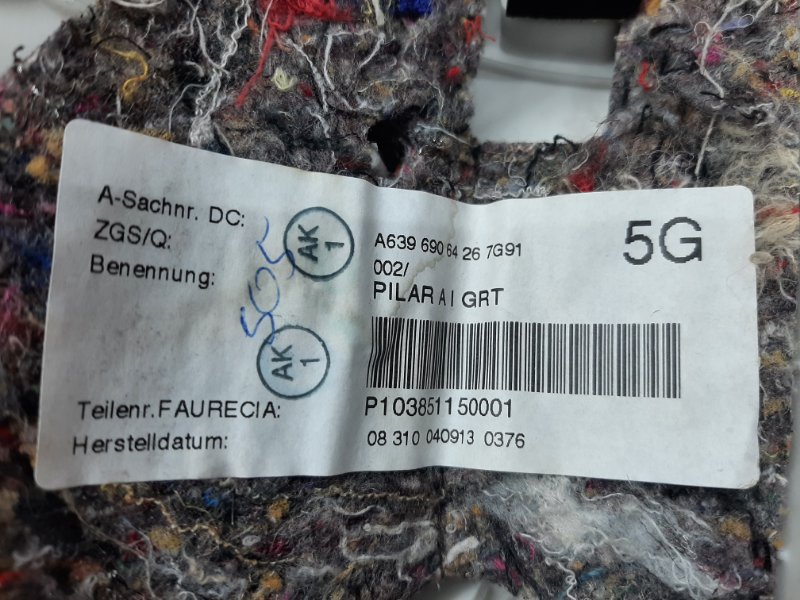 A-Sachnr. DC: A639 690 64 26 7G91 5G
ZGS/Q: 002/
Benennung: PILAR A I GRT
AK 1
505
AK 1
Teilenr.FAURECIA: P103851150001
Herstelldatum: 08 310 040913 0376